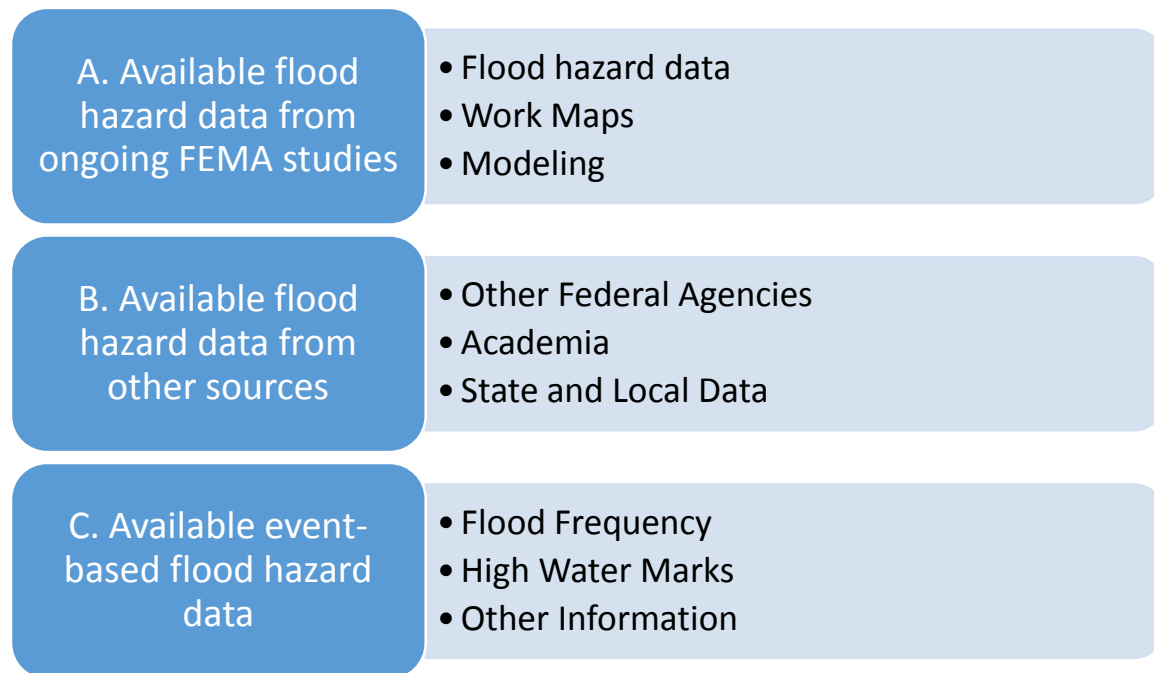 A. Available flood
hazard data from
ongoing FEMA studies
• Flood hazard data
• Work Maps
• Modeling
B. Available flood
hazard data from
other sources
• Other Federal Agencies
• Academia
• State and Local Data
C. Available event-
based flood hazard
data
• Flood Frequency
• High Water Marks
• Other Information